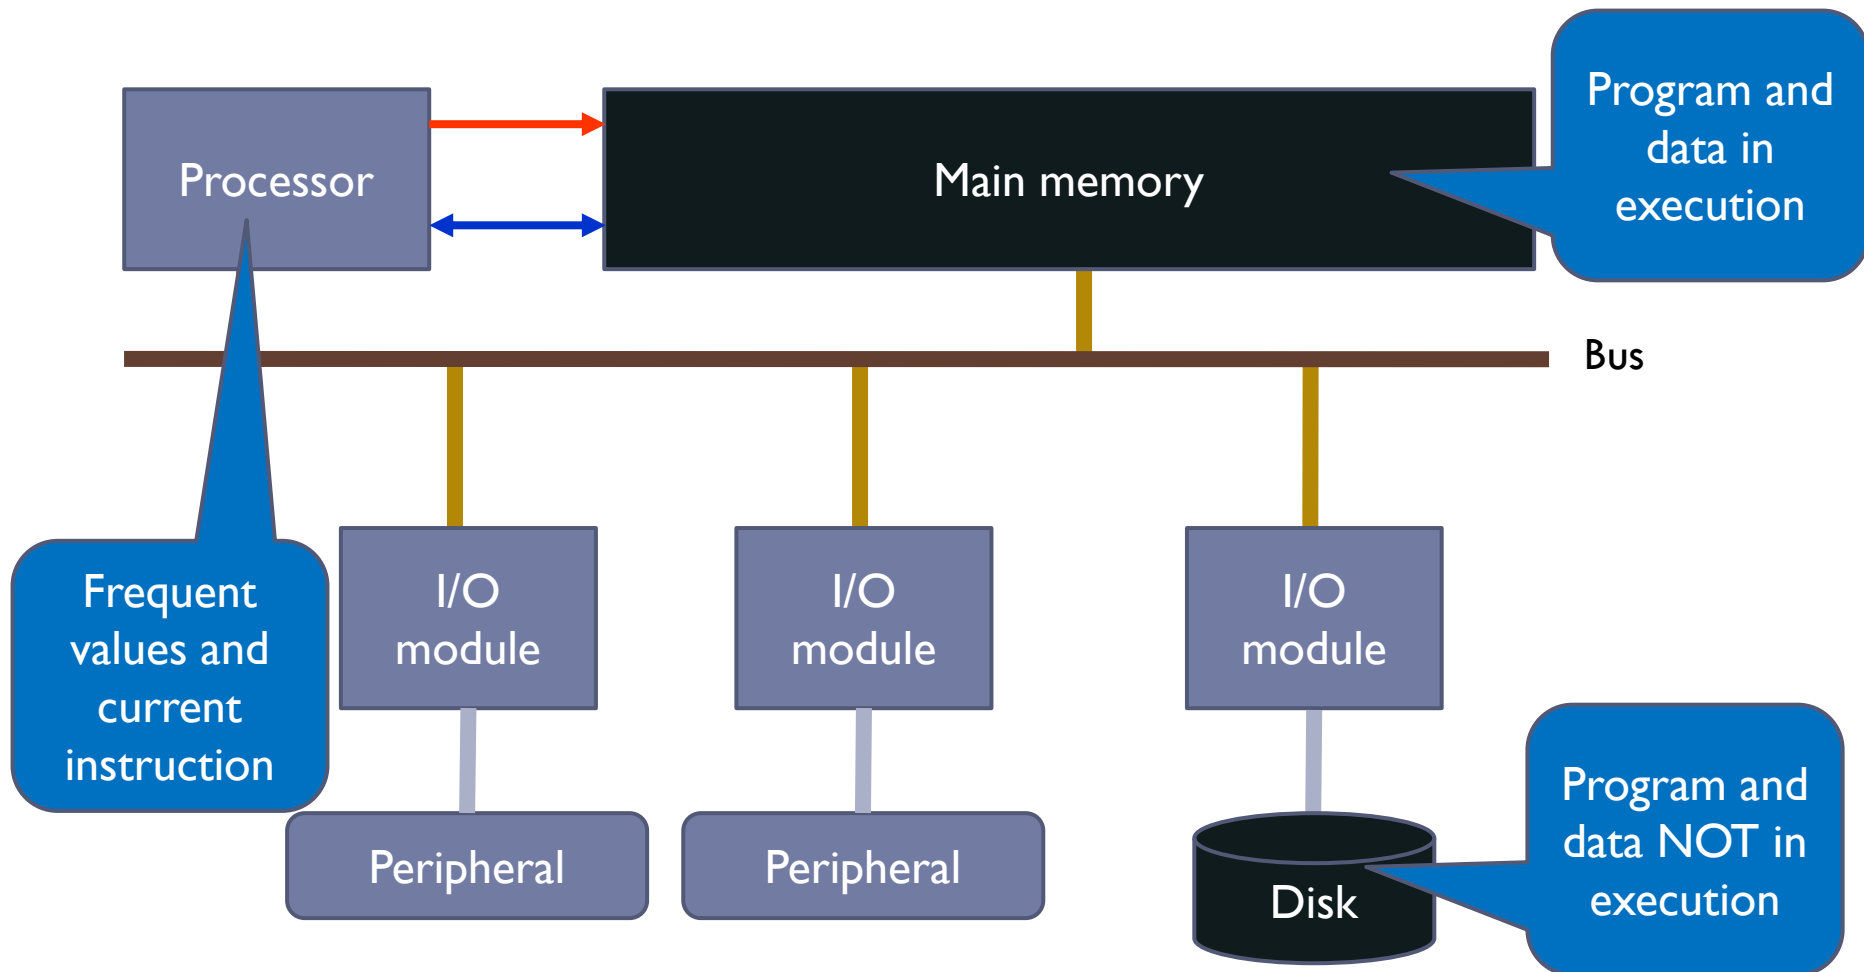 Processor
Main memory
Program and
data in
execution
Bus
Frequent
values and
current
instruction
I/O
module
I/O
module
I/O
module
Peripheral
Peripheral
Disk
Program and
data NOT in
execution